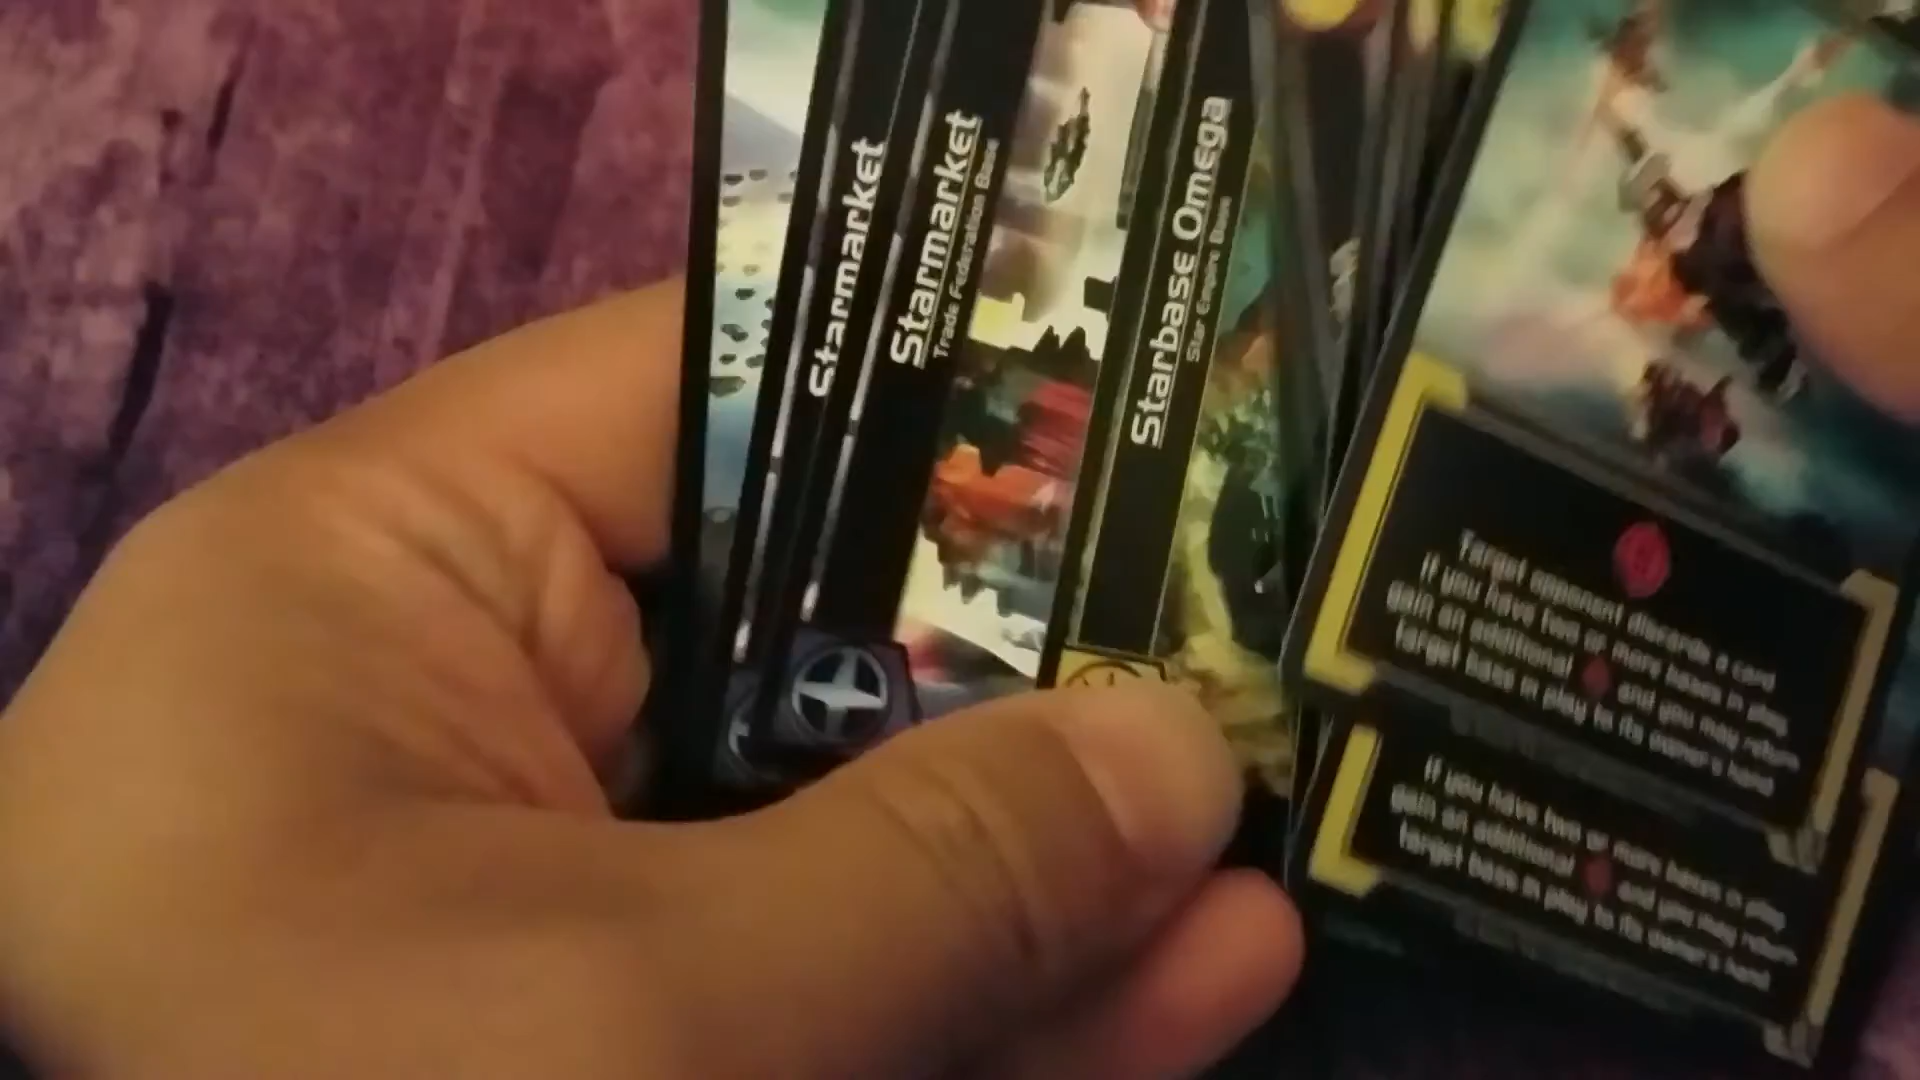 Starmarket
Starmarket
Trade Federation Base
Starbase Omega
Star Empire Base
Target opponent discards a card.
If you have two or more bases in play,
gain an additional and you may return
target base in play to its owner's hand.
If you have two or more bases in play,
gain an additional and you may return
target base in play to its owner's hand.